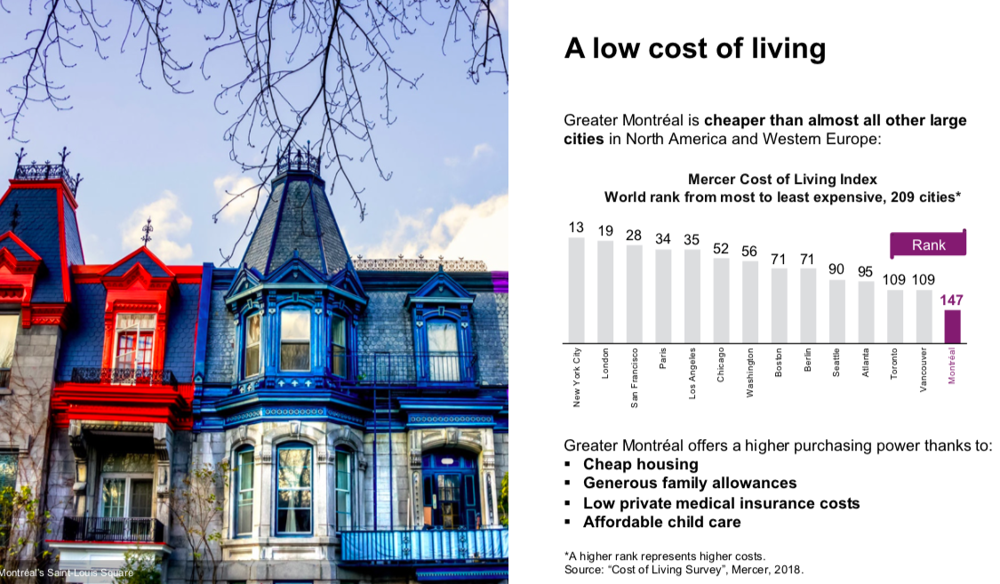 A low cost of living
Greater Montréal is cheaper than almost all other large
cities in North America and Western Europe:
Mercer Cost of Living Index
World rank from most to least expensive, 209 cities*
13 19 28 34 35 52 56 71 71 90 95 109 109 147
Rank
New York City
London
San Francisco
Paris
Los Angeles
Chicago
Washington
Boston
Berlin
Seattle
Atlanta
Toronto
Vancouver
Montréal
Greater Montréal offers a higher purchasing power thanks to:
▪ Cheap housing
▪ Generous family allowances
▪ Low private medical insurance costs
▪ Affordable child care
*A higher rank represents higher costs.
Source: “Cost of Living Survey”, Mercer, 2018.
Montréal's Saint-Louis Square